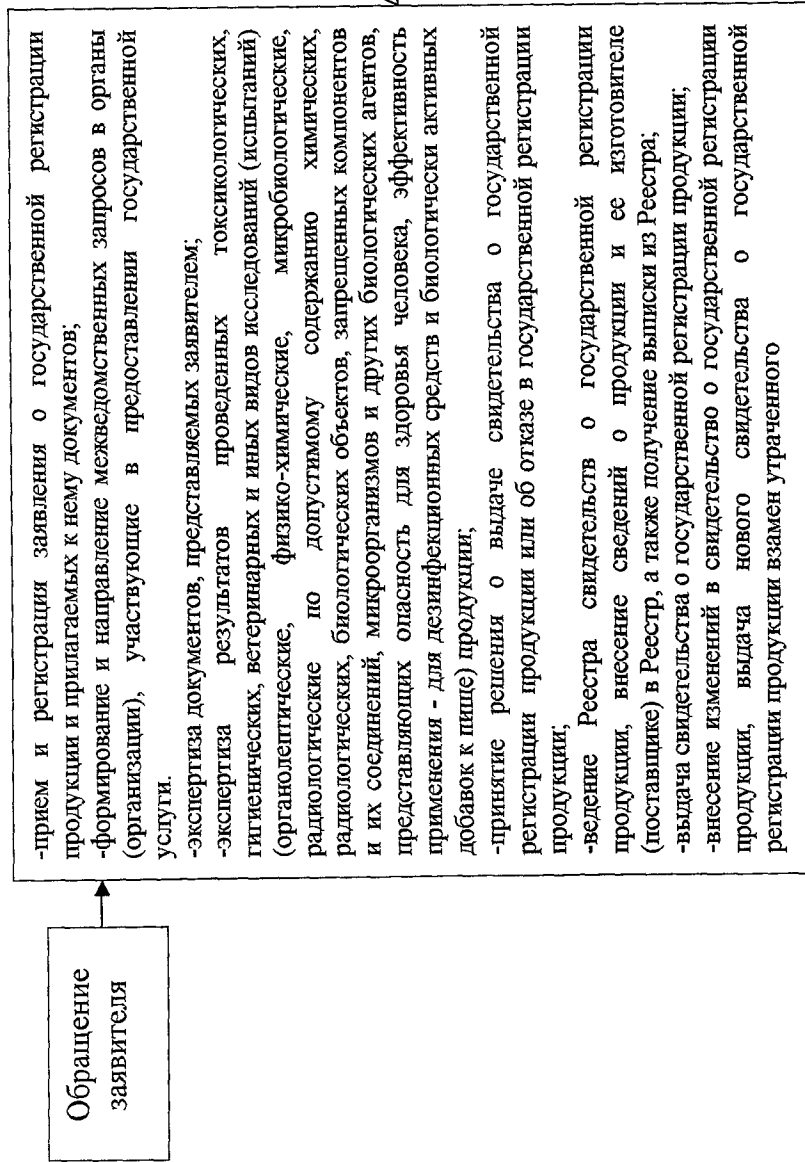 Обращение
заявителя
-прием и регистрация заявления о государственной регистрации
продукции и прилагаемых к нему документов;
-формирование и направление межведомственных запросов в органы
(организации), участвующие в предоставлении государственной
услуги.
-экспертиза документов, представляемых заявителем;
-экспертиза результатов проведенных токсикологических,
гигиенических, ветеринарных и иных видов исследований (испытаний)
(органолептические, физико-химические, микробиологические,
радиологические по допустимому содержанию химических,
радиологических, биологических объектов, запрещенных компонентов
и их соединений, микроорганизмов и других биологических агентов,
представляющих опасность для здоровья человека, эффективность
применения - для дезинфекционных средств и биологически активных
добавок к пище) продукции;
-принятие решения о выдаче свидетельства о государственной
регистрации продукции или об отказе в государственной регистрации
продукции;
-ведение Реестра свидетельств о государственной регистрации
продукции, внесение сведений о продукции и ее изготовителе
(поставщике) в Реестр, а также получение выписки из Реестра;
-выдача свидетельства о государственной регистрации продукции;
-внесение изменений в свидетельство о государственной регистрации
продукции, выдача нового свидетельства о государственной
регистрации продукции взамен утраченного